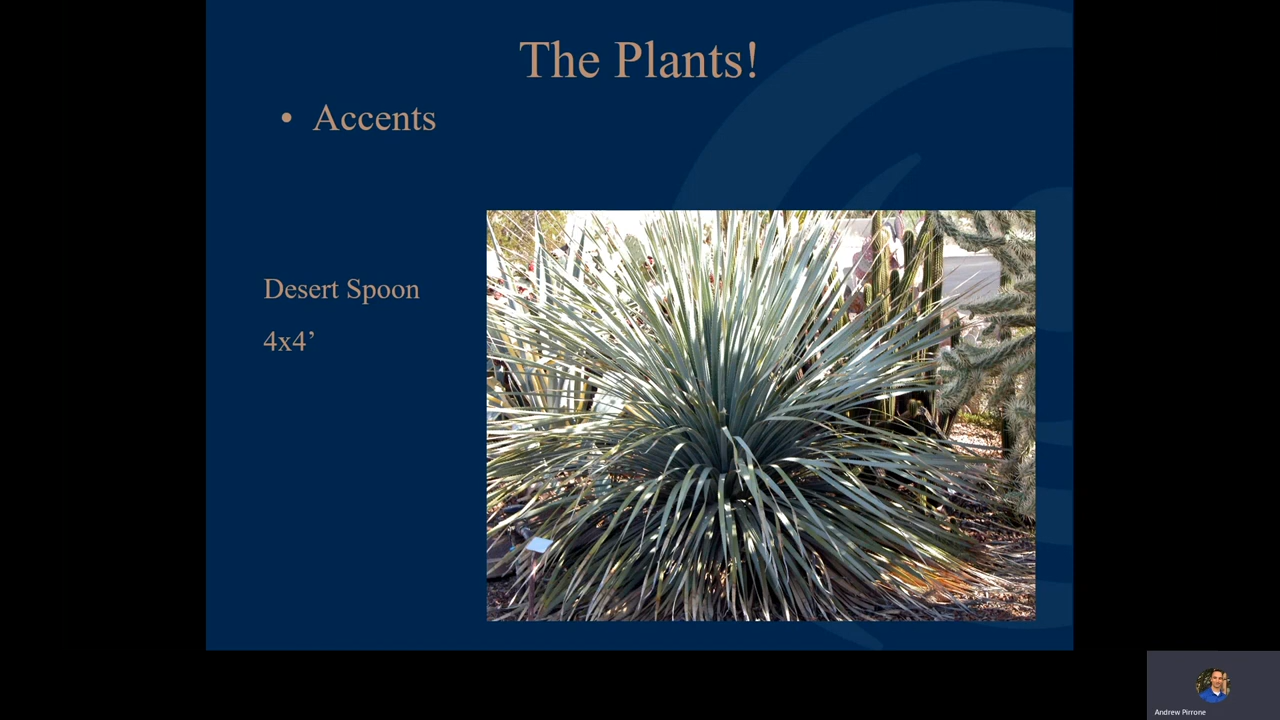 The Plants!
• Accents
Desert Spoon
4x4’
Andrew Pirrone